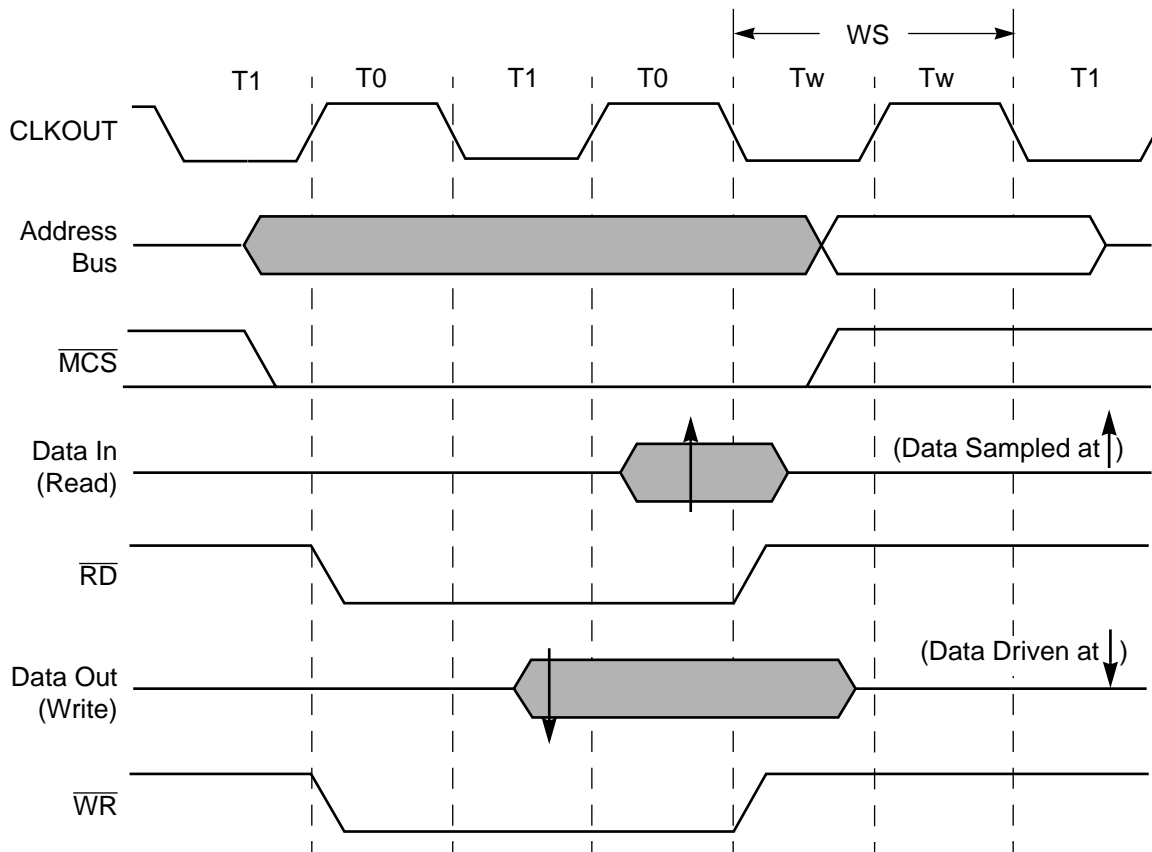 WS
T1 T0 T1 T0 Tw Tw T1
CLKOUT
Address
Bus
MCS
Data In
(Read)
(Data Sampled at )
RD
Data Out
(Write)
(Data Driven at )
WR